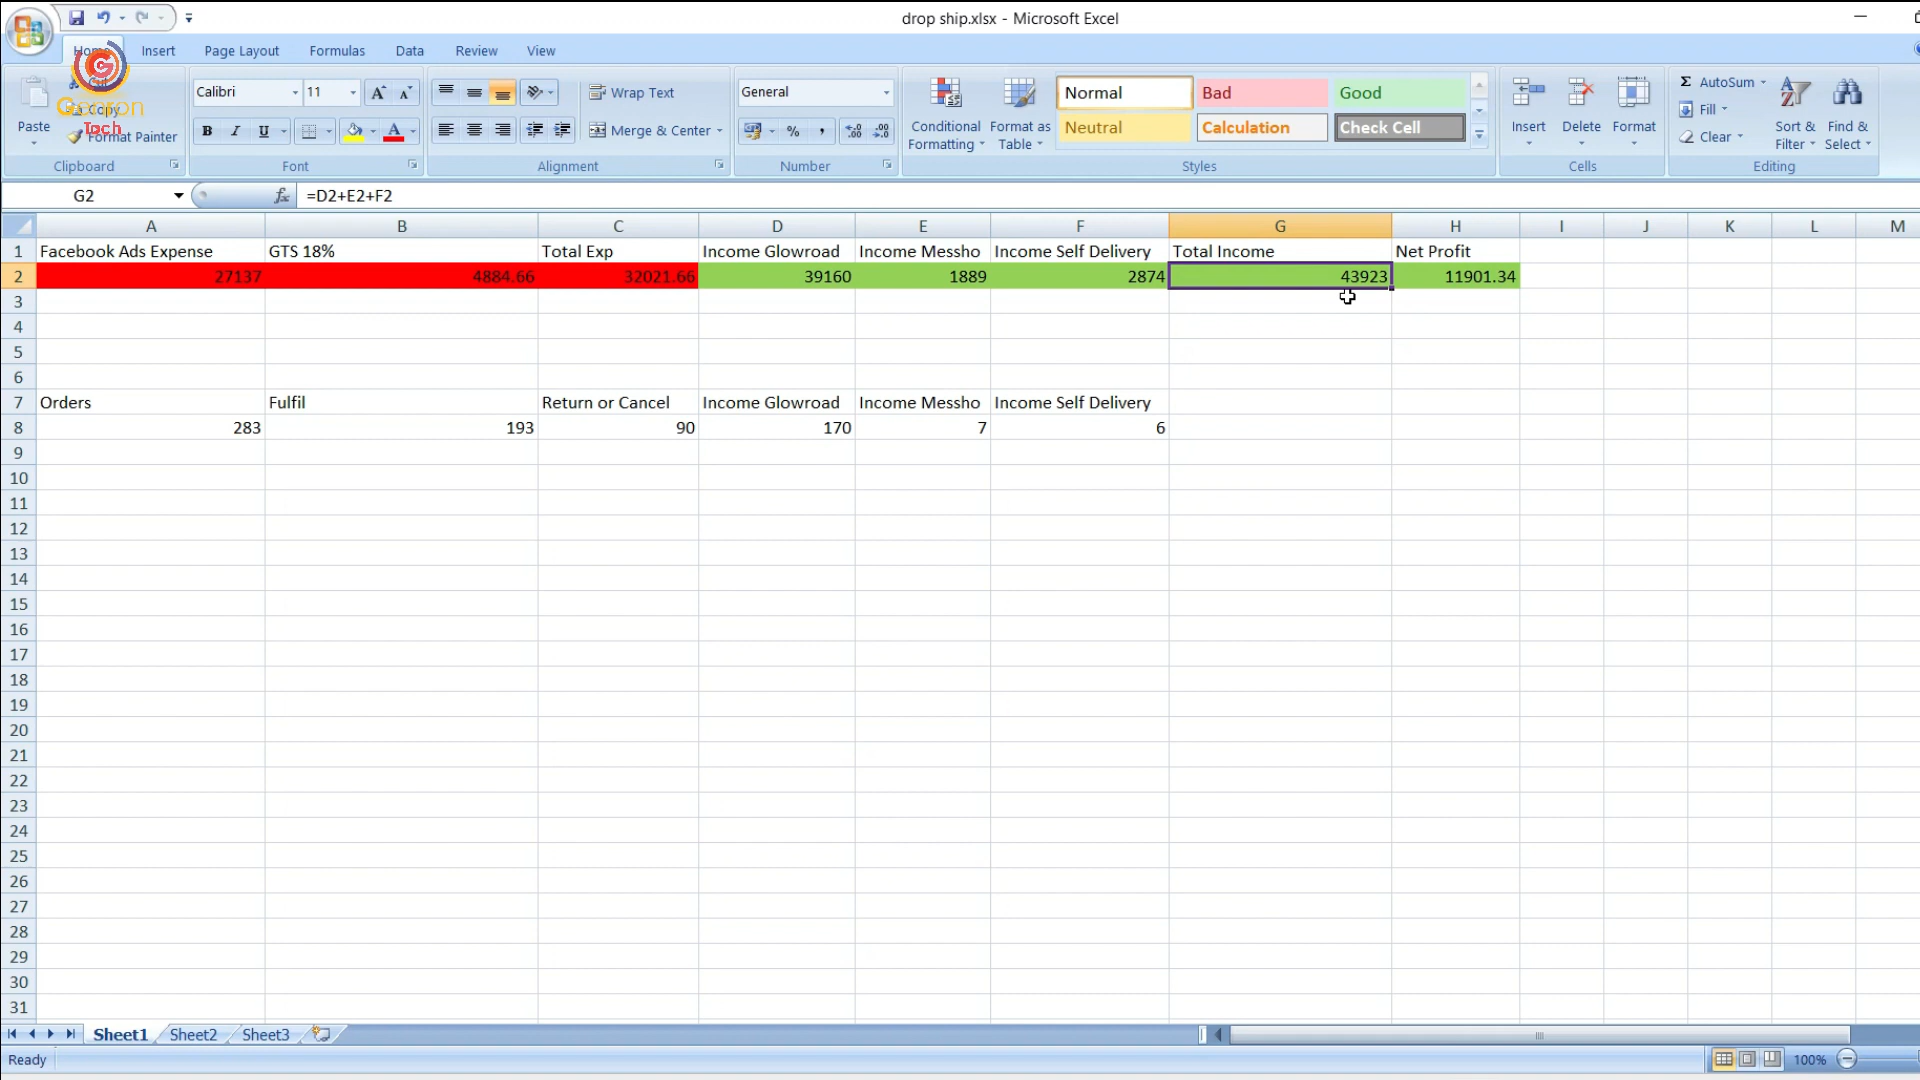 drop ship.xlsx - Microsoft Excel
Home Insert Page Layout Formulas Data Review View
Calibri 11 Wrap Text General Normal Bad Good AutoSum
Copy Fill
Paste Format Painter Merge & Center Conditional Formatting Format as Table Neutral Calculation Check Cell Insert Delete Format Clear Sort & Filter Find & Select
Clipboard Font Alignment Number Styles Cells Editing
Tech
G2 fx =D2+E2+F2
A B C D E F G H I J K L M
1 Facebook Ads Expense GTS 18% Total Exp Income Glowroad Income Messho Income Self Delivery Total Income Net Profit
2 27137 4884.66 32021.66 39160 1889 2874 43923 11901.34
3
4
5
6
7 Orders Fulfil Return or Cancel Income Glowroad Income Messho Income Self Delivery
8 283 193 90 170 7 6
9
10
11
12
13
14
15
16
17
18
19
20
21
22
23
24
25
26
27
28
29
30
31
Sheet1 Sheet2 Sheet3
Ready 100%